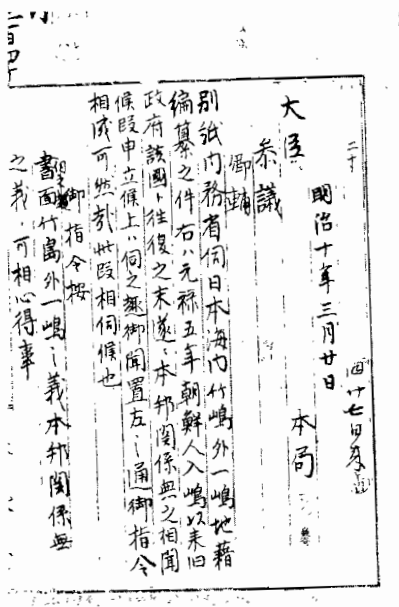 明治十年三月廿日
大臣
本局
参議
卿輔
別紙内務省伺日本海内竹嶋外一嶋地籍
編纂之件右ハ元禄五年朝鮮人入嶋以来旧
政府該国ト往復之末遂ニ本邦関係無之相聞
候段申立候上ハ伺之趣御聞置左之通御指令
相成可然哉此段相伺候也
御指令按
書面竹島外一嶋之義本邦関係無
之義ト可相心得事